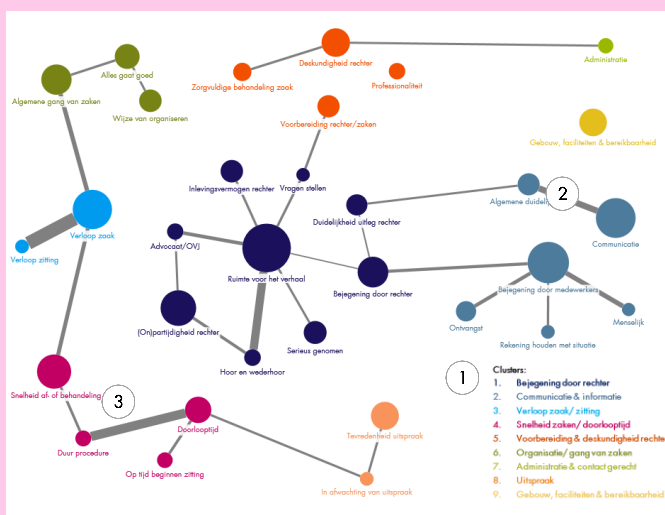 Deskundigheid rechter
Alles gaat goed
Administratie
Zorgvuldige behandeling zaak
Professionaliteit
Algemene gang van zaken
Wijze van organiseren
Voorbereiding rechter/zaken
Gebouw, faciliteiten & bereikbaarheid
Inlevingsvermogen rechter
Vragen stellen
Algemene duideli
2
Duidelijkheid uitleg rechter
Verloop zaak
Communicatie
Advocaat/OVJ
Verloop zitting
Ruimte voor het verhaal
Bejegening door rechter
Bejegening door medewerkers
(On)partijdigheid rechter
Ontvangst
Menselijk
Serieus genomen
Rekening houden met situatie
Hoor en wederhoor
Snelheid af- of behandeling
3
1
Clusters:
1. Bejegening door rechter
2. Communicatie & informatie
3. Verloop zaak/ zitting
4. Snelheid zaken/ doorlooptijd
5. Voorbereiding & deskundigheid rechter
6. Organisatie/ gang van zaken
7. Administratie & contact gerecht
8. Uitspraak
9. Gebouw, faciliteiten & bereikbaarheid
Doorlooptijd
Tevredenheid uitspraak
Duur procedure
Op tijd beginnen zitting
In afwachting van uitspraak